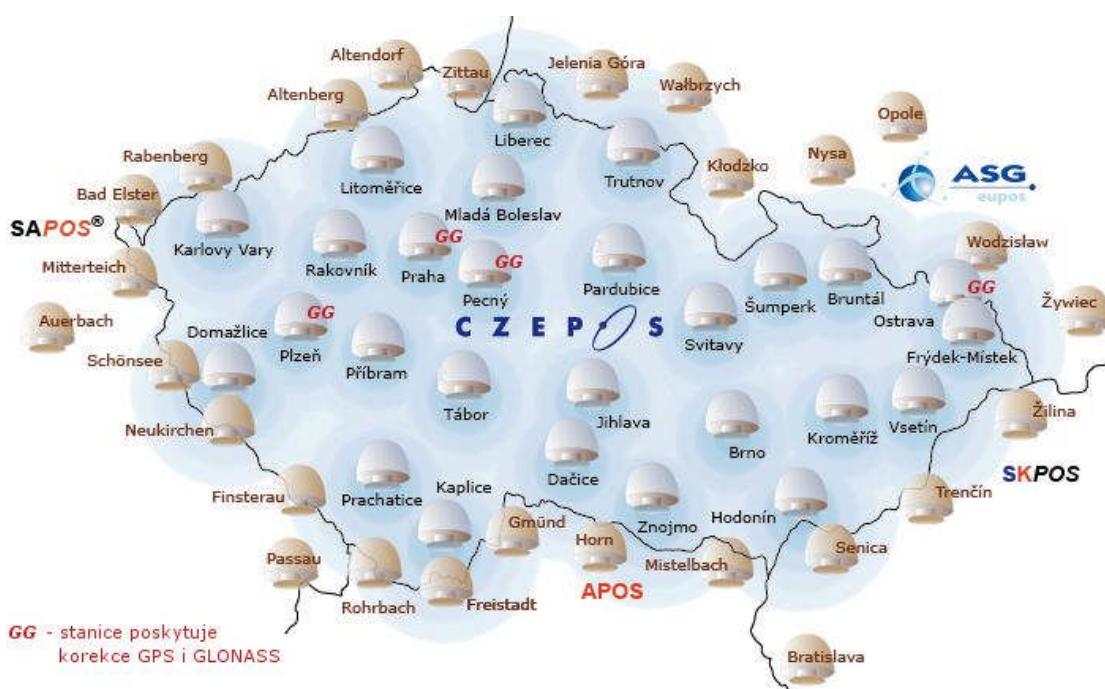 Altendorf
Zittau
Jelenia Góra
Wałbrzych
Altenberg
Opole
Liberec
Rabenberg
Litoměřice
Trutnov
Kłodzko
Nysa
ASG
eupos
Bad Elster
Mladá Boleslav
SAPOS®
Karlovy Vary
Rakovník
GG
Praha
GG
Pecný
Pardubice
Wodzisław
Mitterteich
Šumperk
Bruntál
GG
Ostrava
Żywiec
Auerbach
Domažlice
GG
Plzeň
CZEPOS
Svitavy
Frýdek-Místek
Schönsee
Příbram
Tábor
Jihlava
Kroměříž
Vsetín
Žilina
Neukirchen
Brno
SKPOS
Finsterau
Prachatice
Kaplice
Dačice
Trenčín
Gmünd
Znojmo
Hodonín
Horn
Senica
Passau
Mistelbach
APOS
Rohrbach
Freistadt
GG - stanice poskytuje
korekce GPS i GLONASS
Bratislava